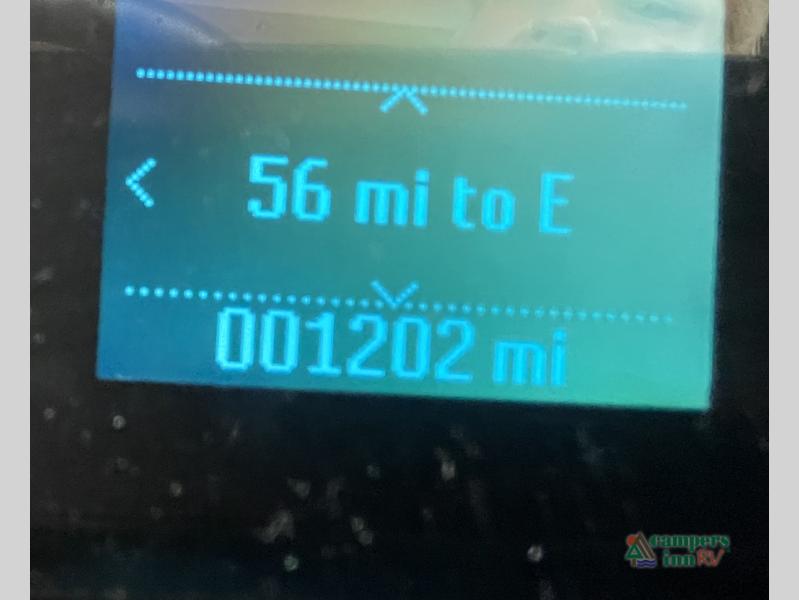 56 mi to E
001202 mi
campers
inn RV